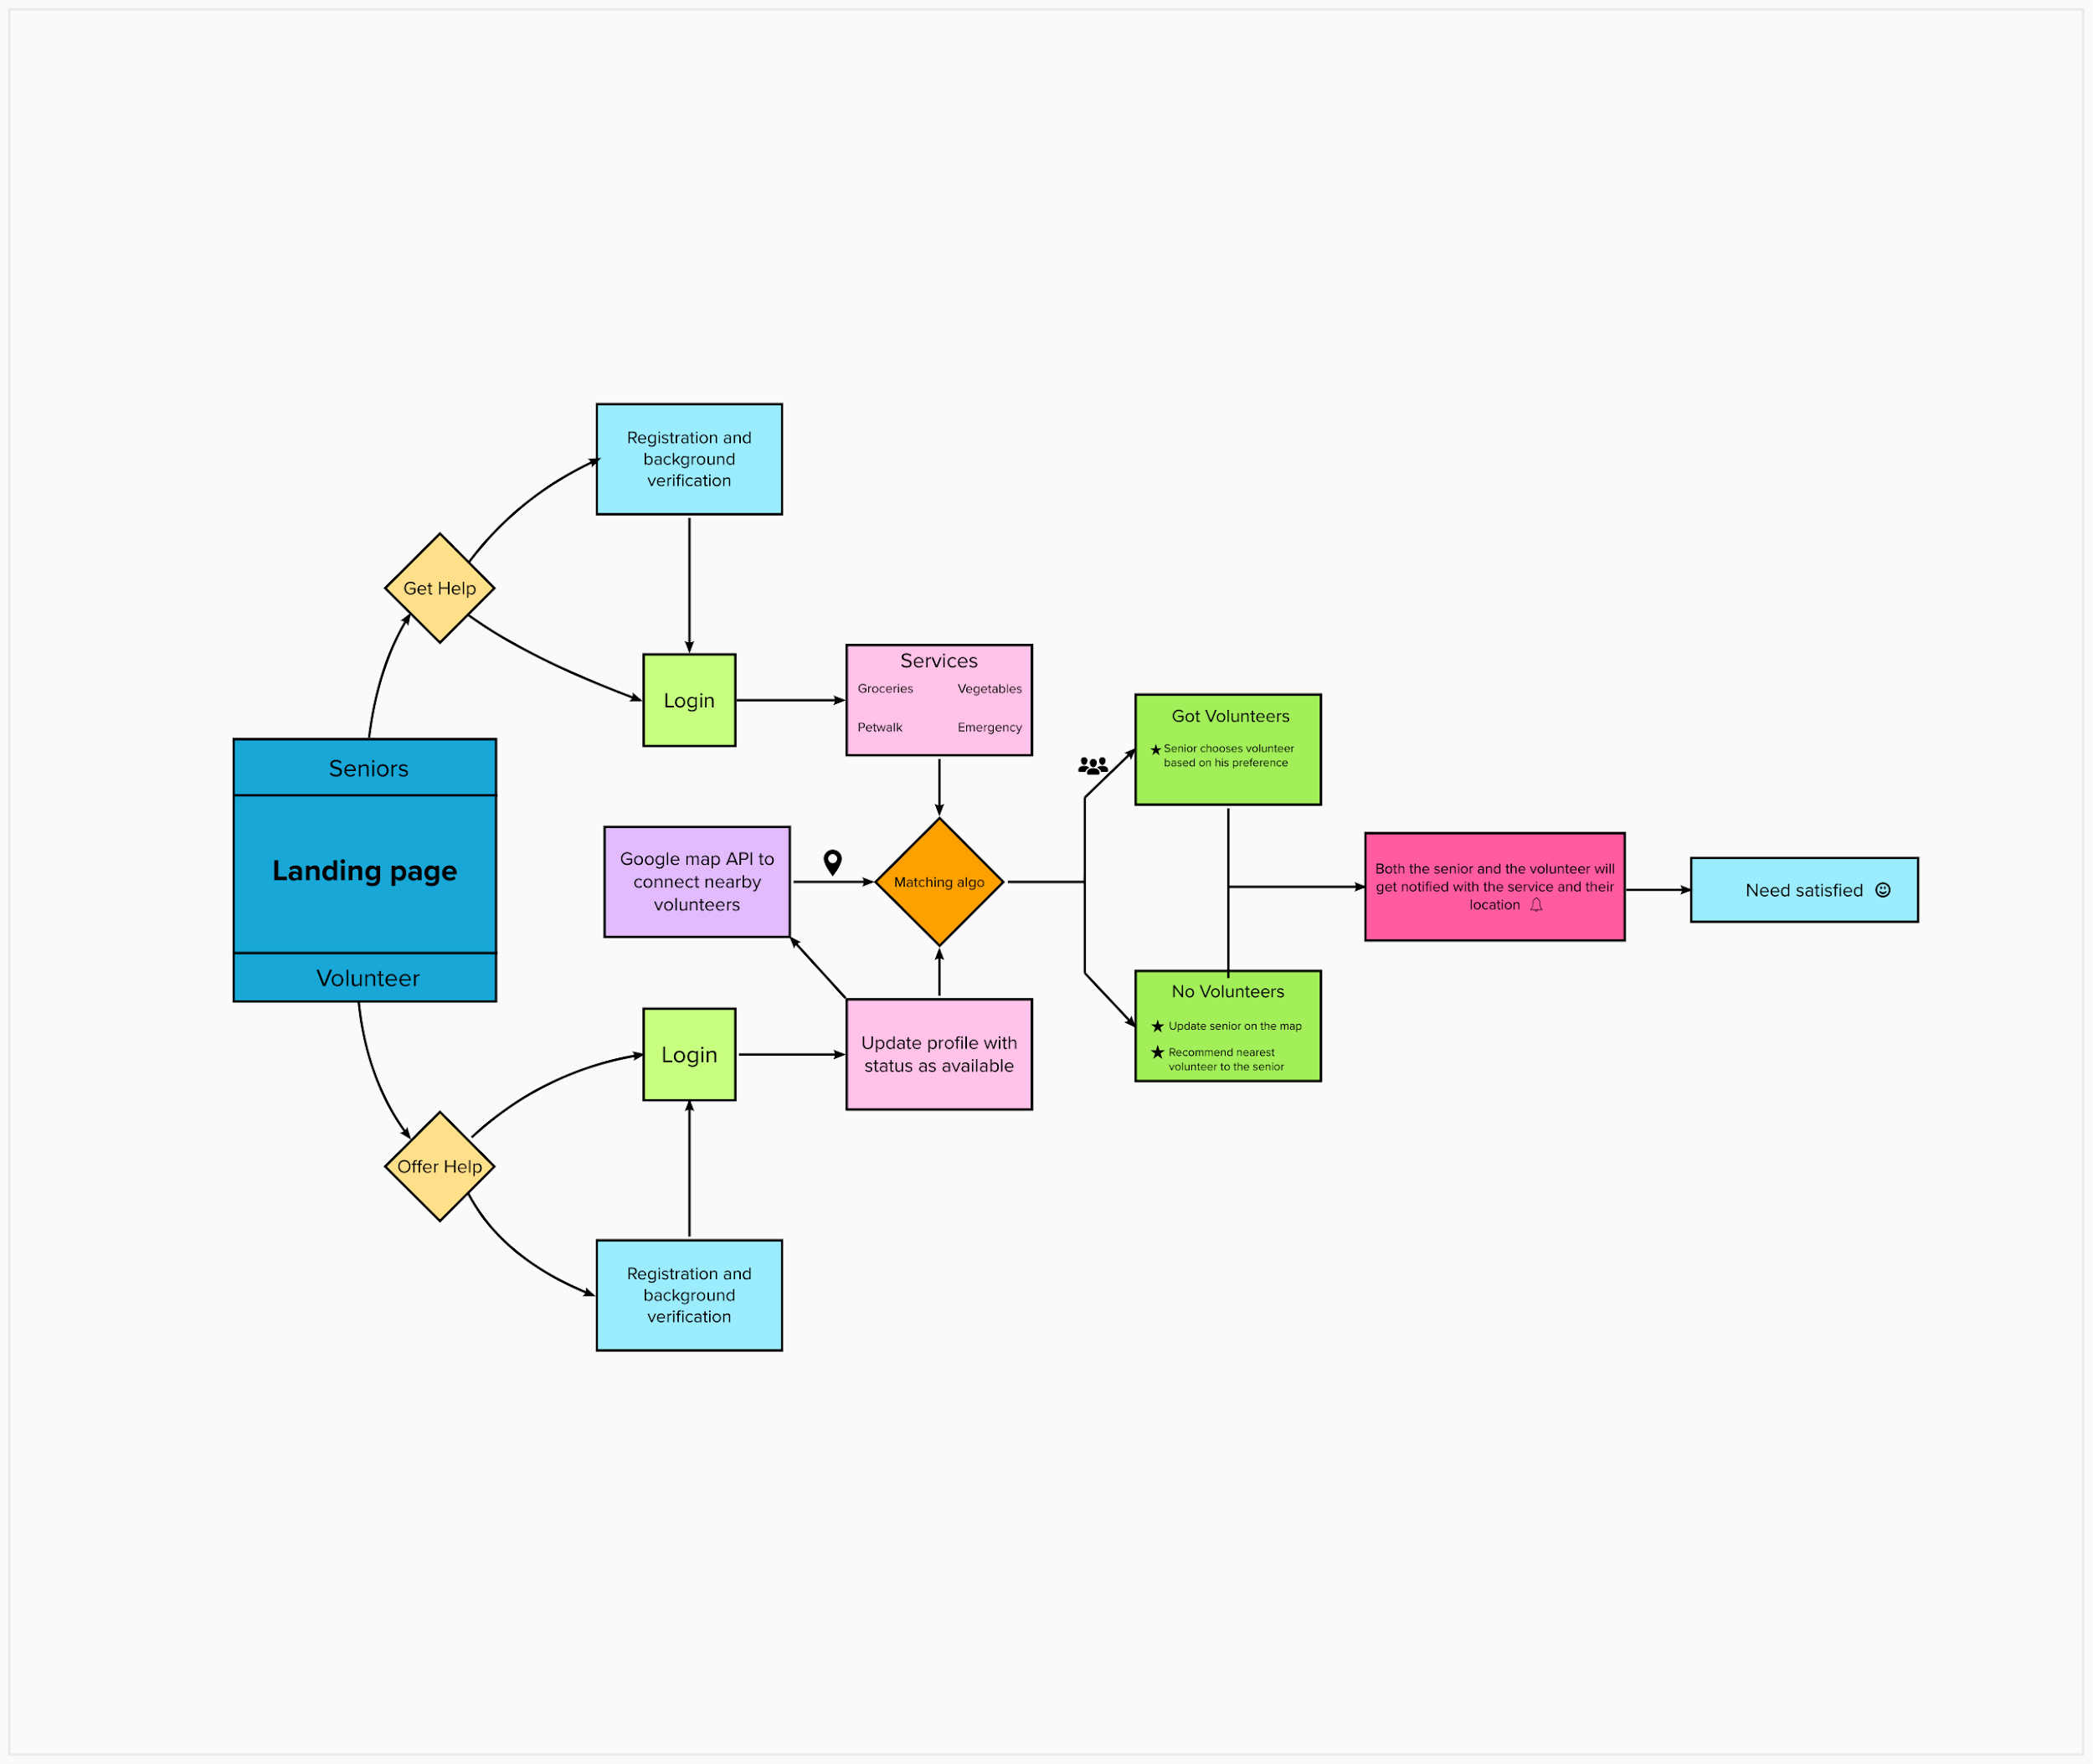 Registration and
background
verification
Get Help
Login
Services
Groceries
Vegetables
Petwalk
Emergency
Seniors
Landing page
Volunteer
Google map API to
connect nearby
volunteers
Matching algo
Got Volunteers
Senior chooses volunteer
based on his preference
Both the senior and the volunteer will
get notified with the service and their
location
Need satisfied
No Volunteers
Update senior on the map
Recommend nearest
volunteer to the senior
Login
Update profile with
status as available
Offer Help
Registration and
background
verification